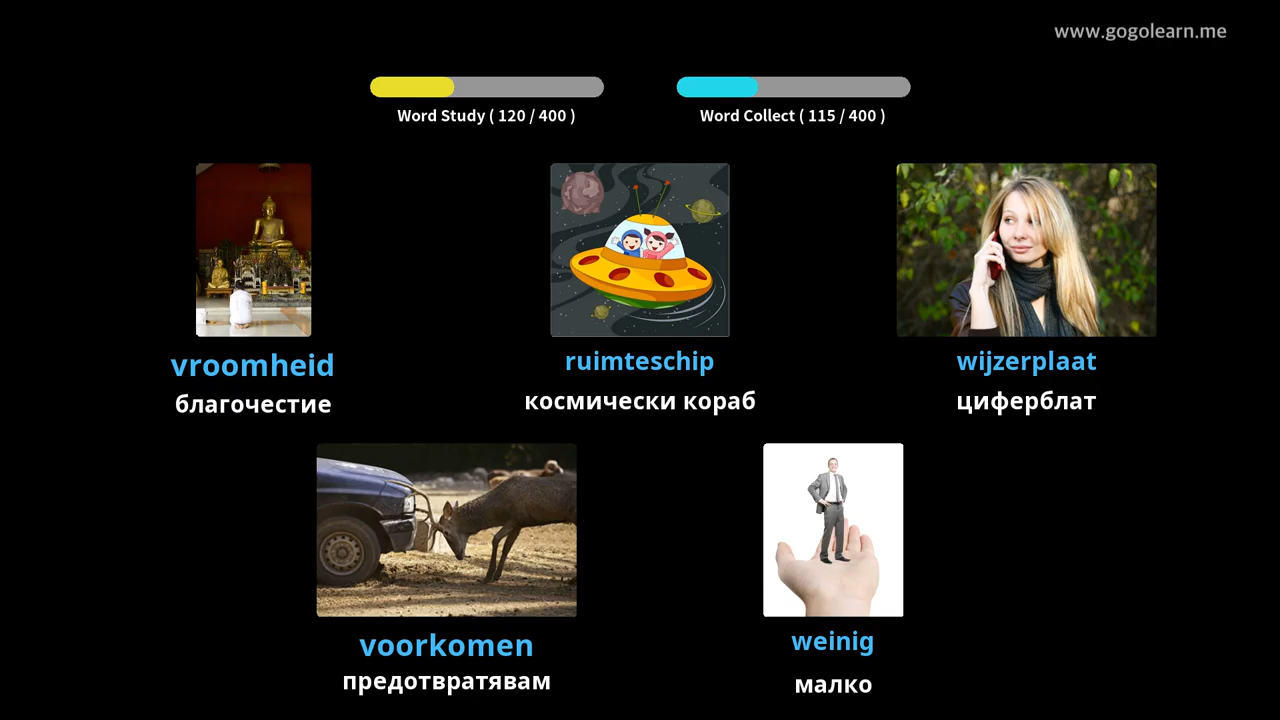 www.gogolearn.me
Word Study ( 120 / 400 )
Word Collect ( 115 / 400 )
vroomheid
благочестие
ruimteschip
космически кораб
wijzerplaat
циферблат
voorkomen
предотвратявам
weinig
малко